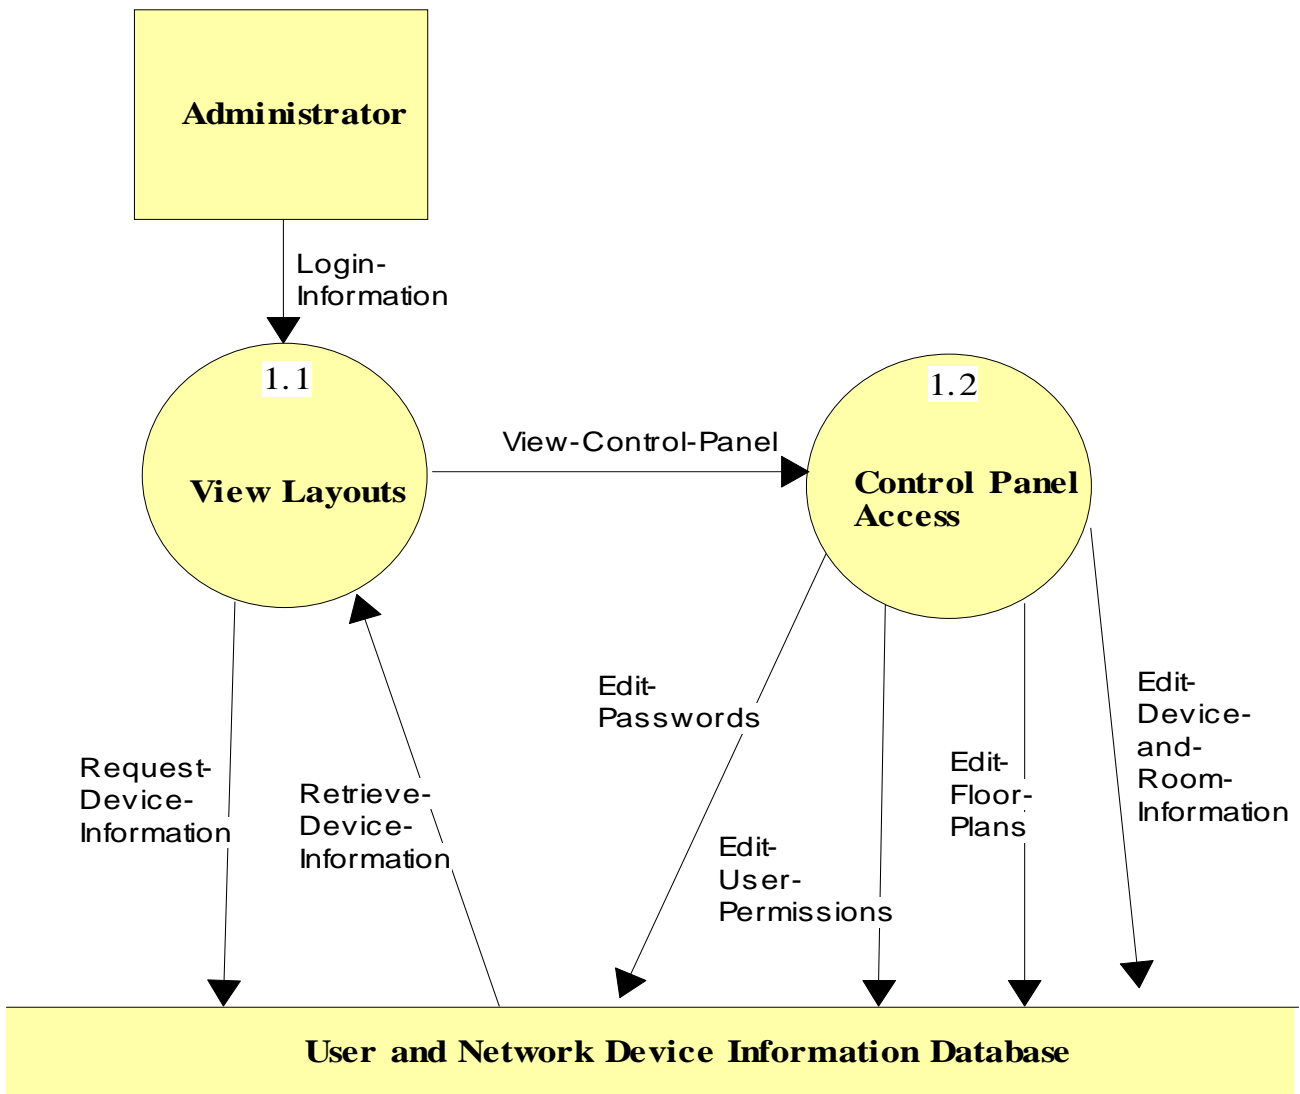 Administrator
Login-
Information
1.1
View Layouts
View-Control-Panel
1.2
Control Panel
Access
Request-
Device-
Information
Retrieve-
Device-
Information
Edit-
Passwords
Edit-
User-
Permissions
Edit-
Floor-
Plans
Edit-
Device-
and-
Room-
Information
User and Network Device Information Database